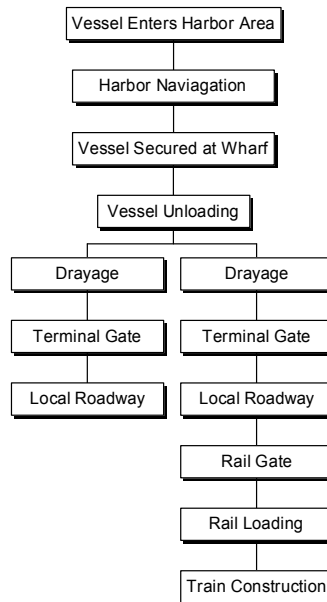 Vessel Enters Harbor Area
Harbor Naviagation
Vessel Secured at Wharf
Vessel Unloading
Drayage
Terminal Gate
Local Roadway
Drayage
Terminal Gate
Local Roadway
Rail Gate
Rail Loading
Train Construction